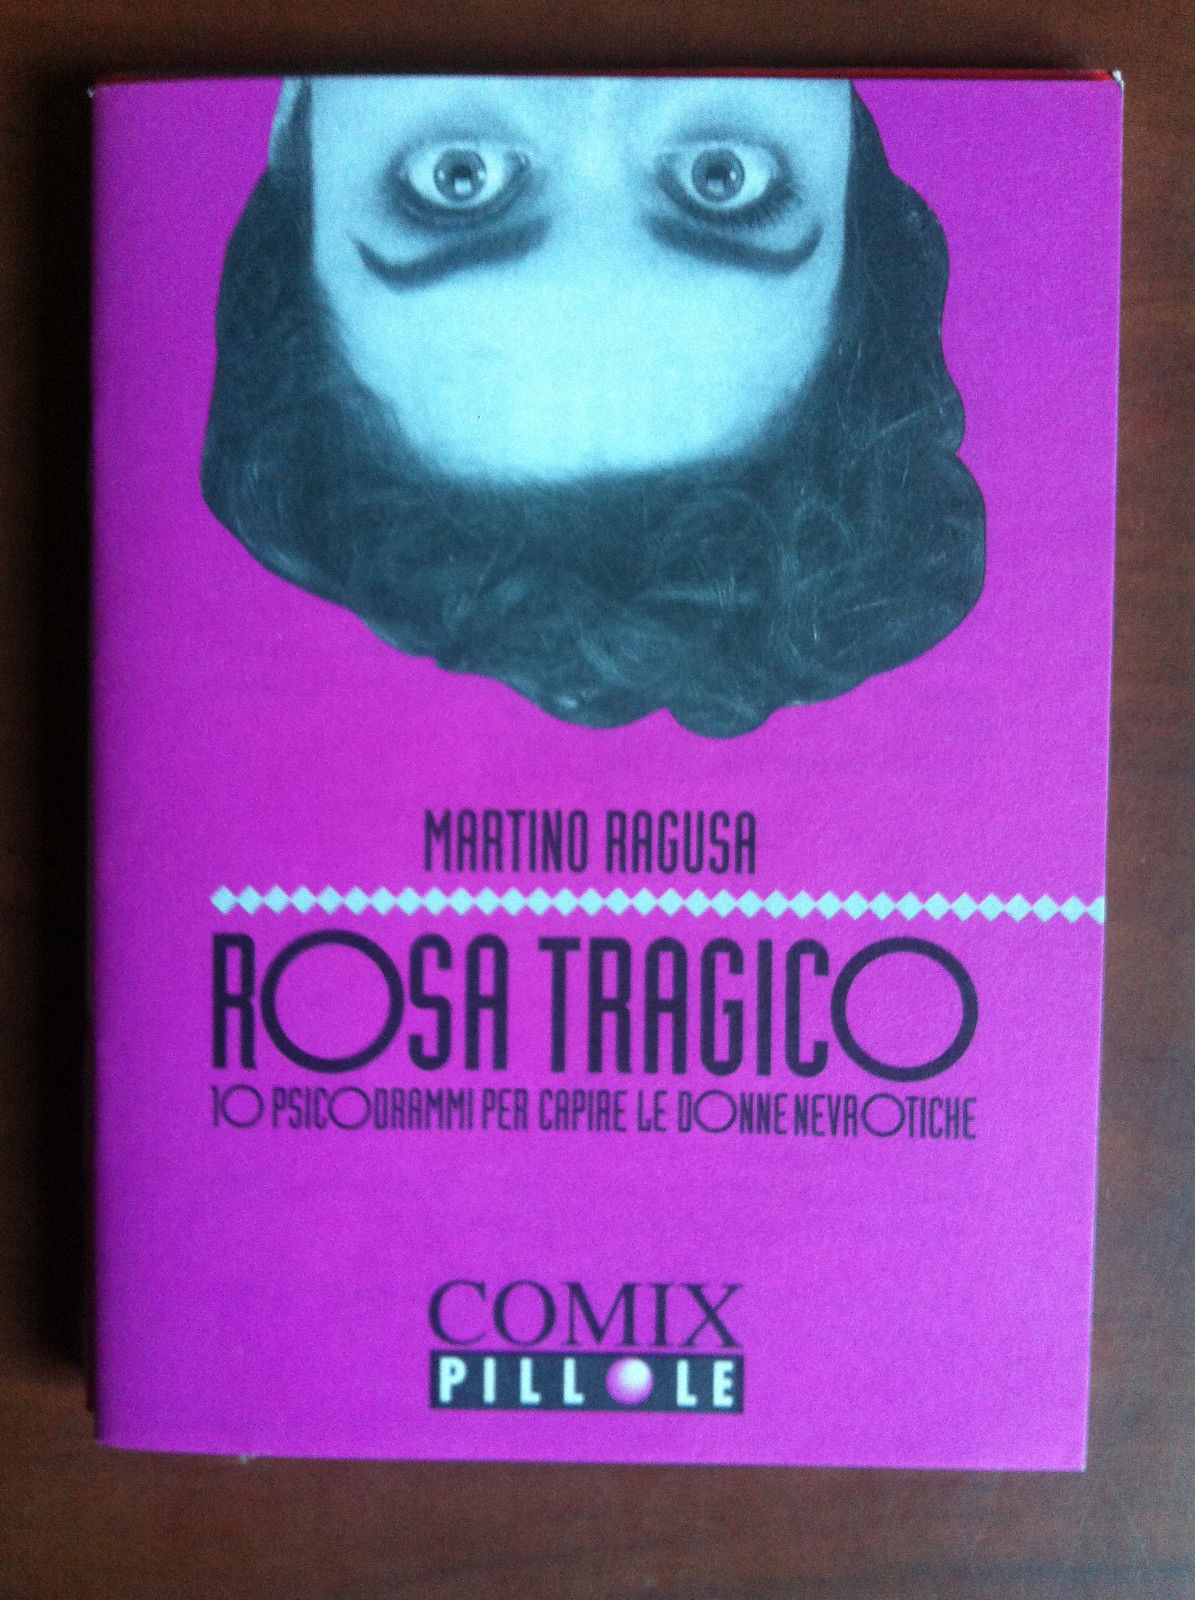 MARTINO RAGUSA
ROSA TRAGICO
10 PSICODRAMMI PER CAPIRE LE DONNE NEVROTICHE
COMIX
PILLOLE